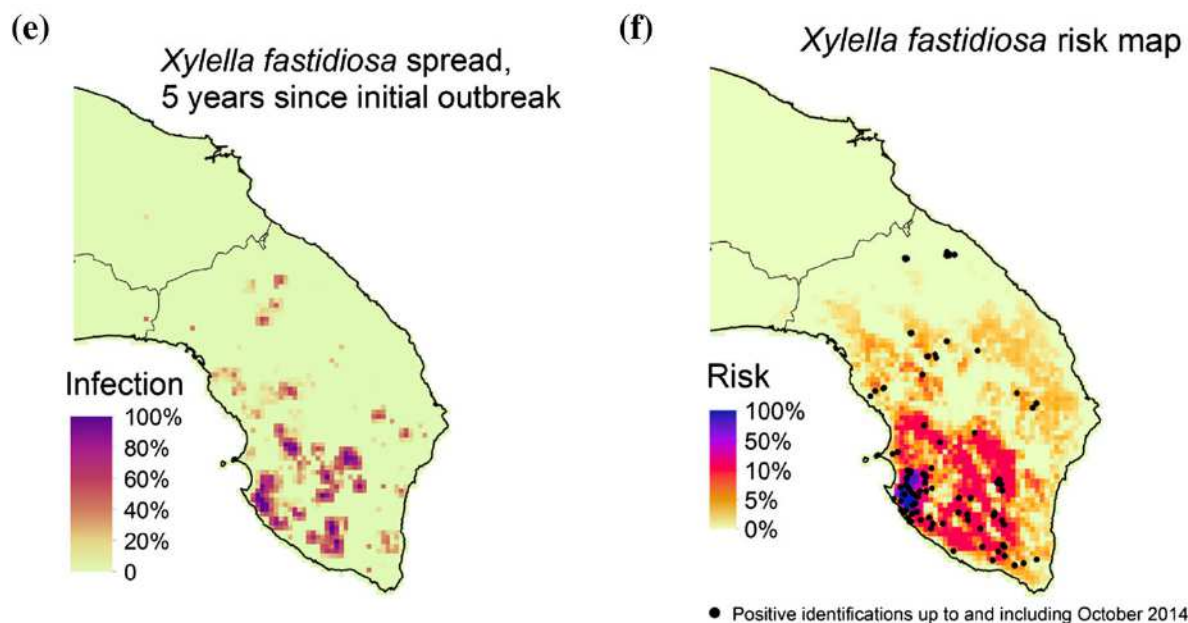 (e)
Xylella fastidiosa spread,
5 years since initial outbreak
Infection
100%
80%
60%
40%
20%
0
(f)
Xylella fastidiosa risk map
Risk
100%
50%
10%
5%
0%
Positive identifications up to and including October 2014